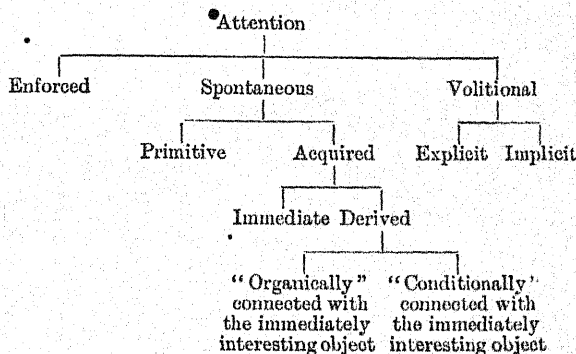 Attention
Enforced Spontaneous Volitional
Primitive Acquired Explicit Implicit
Immediate Derived
"Organically" "Conditionally'
connected with connected with
the immediately the immediately
interesting object interesting object